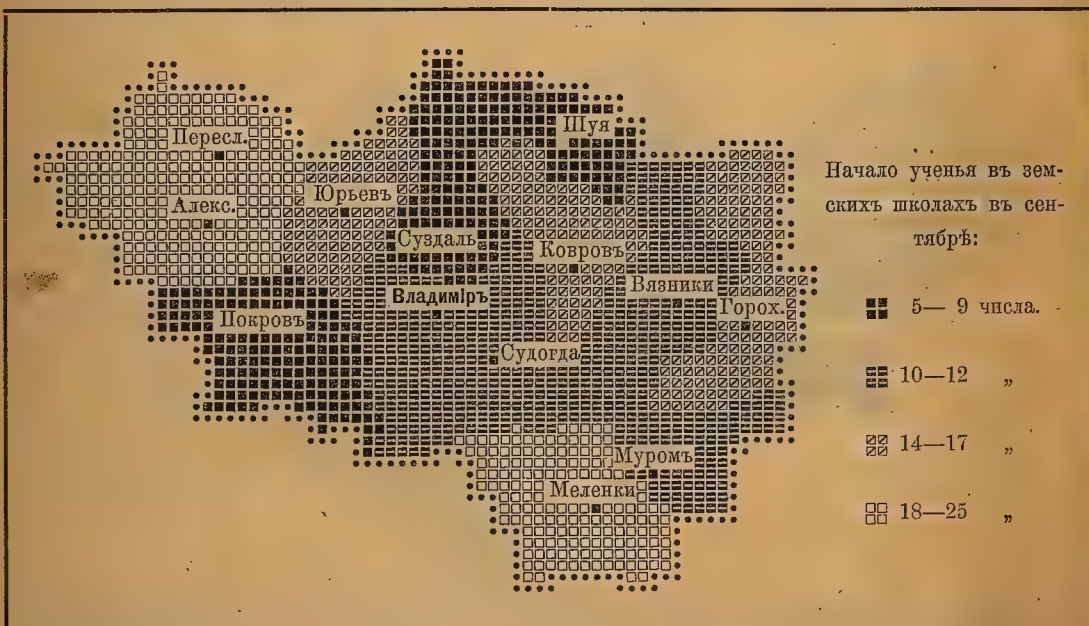 Пересл.
Шуя
Алекс.
Юрьевъ
Суздаль
Ковровъ
Владиміръ
Вязники
Горох.
Покровъ
Судогда
Муромъ
Меленки
Начало ученья въ зем-
скихъ школахъ въ сен-
тябрѣ:
5— 9 числа.
10—12 „
14—17 „
18—25 „